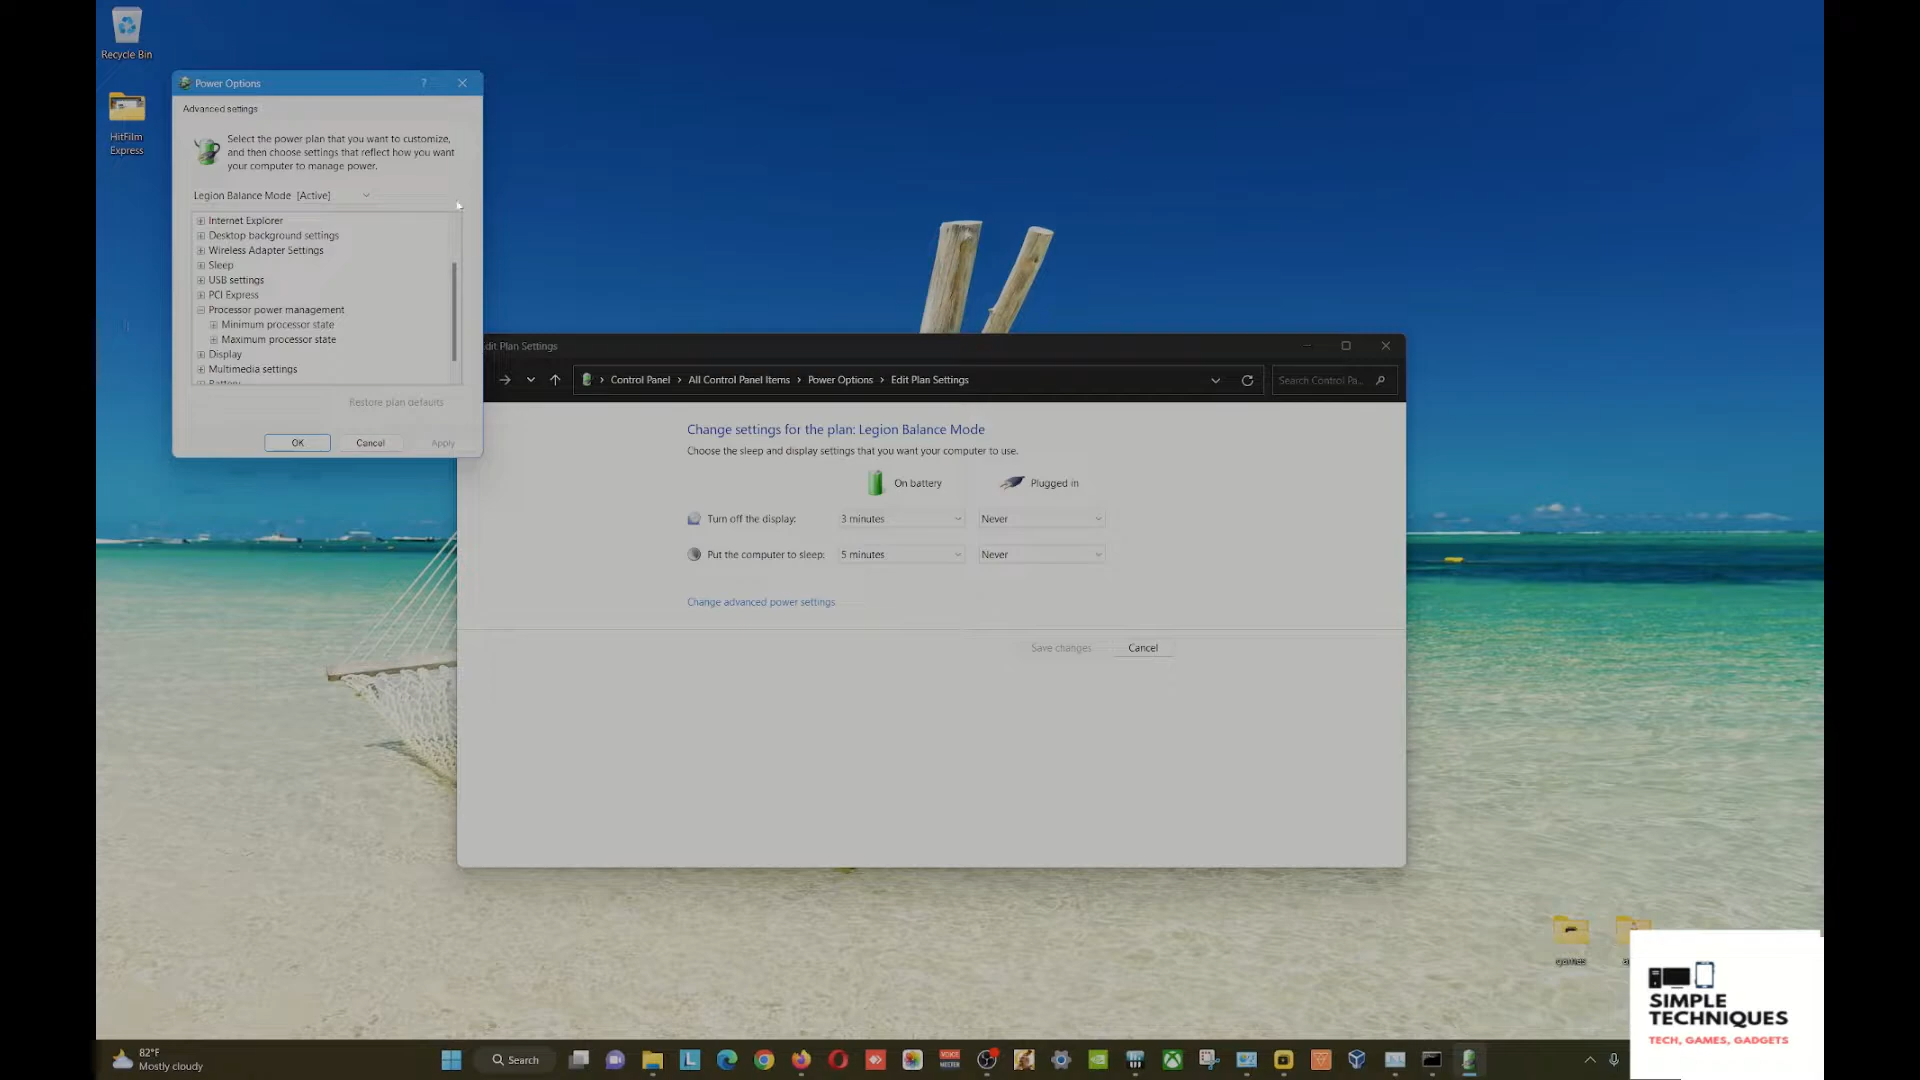 Recycle Bin
HitFilm
Express
Power Options
?
Advanced settings
Select the power plan that you want to customize,
and then choose settings that reflect how you want
your computer to manage power.
Legion Balance Mode [Active]
Internet Explorer
Desktop background settings
Wireless Adapter Settings
Sleep
USB settings
PCI Express
Processor power management
Minimum processor state
Maximum processor state
Display
Multimedia settings
Battery
Restore plan defaults
OK
Cancel
Apply
dit Plan Settings
Control Panel > All Control Panel Items > Power Options > Edit Plan Settings
Search Control Pa...
Change settings for the plan: Legion Balance Mode
Choose the sleep and display settings that you want your computer to use.
On battery
Plugged in
Turn off the display:
3 minutes
Never
Put the computer to sleep:
5 minutes
Never
Change advanced power settings
Save changes
Cancel
games
SIMPLE
TECHNIQUES
TECH, GAMES, GADGETS
82°F
Mostly cloudy
Search